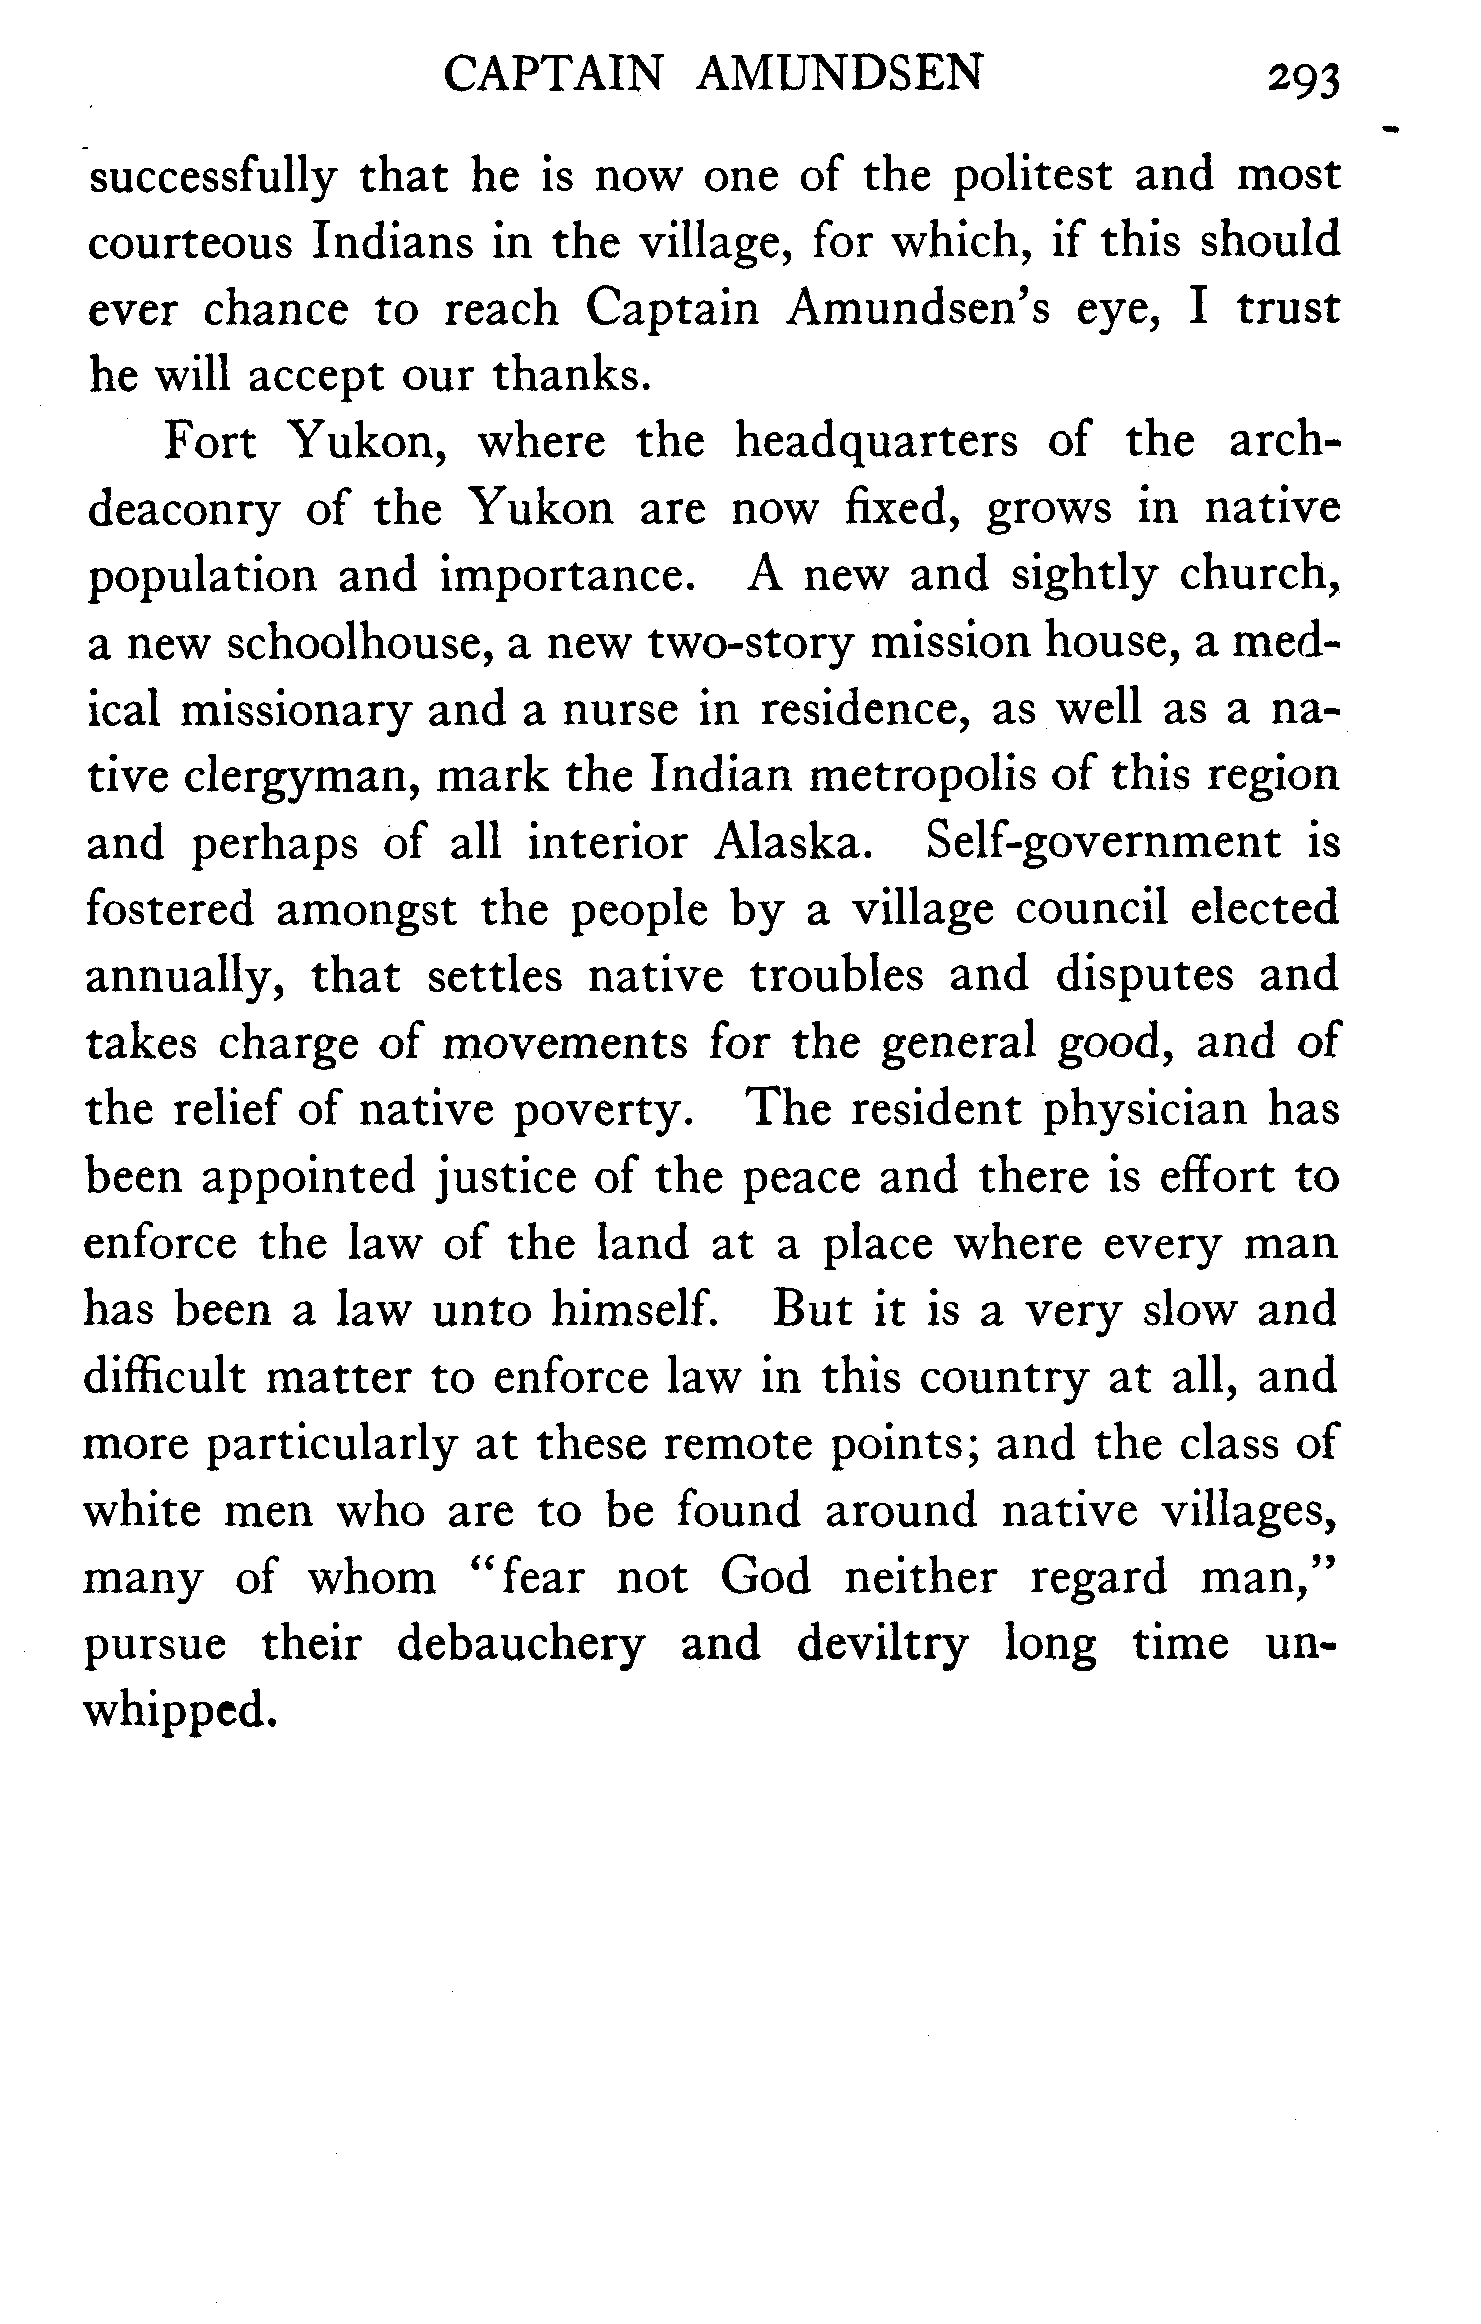 CAPTAIN AMUNDSEN 293
successfully that he is now one of the politest and most
courteous Indians in the village, for which, if this should
ever chance to reach Captain Amundsen's eye, I trust
he will accept our thanks.
Fort Yukon, where the headquarters of the arch-
deaconry of the Yukon are now fixed, grows in native
population and importance. A new and sightly church,
a new schoolhouse, a new two-story mission house, a med-
ical missionary and a nurse in residence, as well as a na-
tive clergyman, mark the Indian metropolis of this region
and perhaps of all interior Alaska. Self-government is
fostered amongst the people by a village council elected
annually, that settles native troubles and disputes and
takes charge of movements for the general good, and of
the relief of native poverty. The resident physician has
been appointed justice of the peace and there is effort to
enforce the law of the land at a place where every man
has been a law unto himself. But it is a very slow and
difficult matter to enforce law in this country at all, and
more particularly at these remote points; and the class of
white men who are to be found around native villages,
many of whom "fear not God neither regard man,"
pursue their debauchery and deviltry long time un-
whipped.